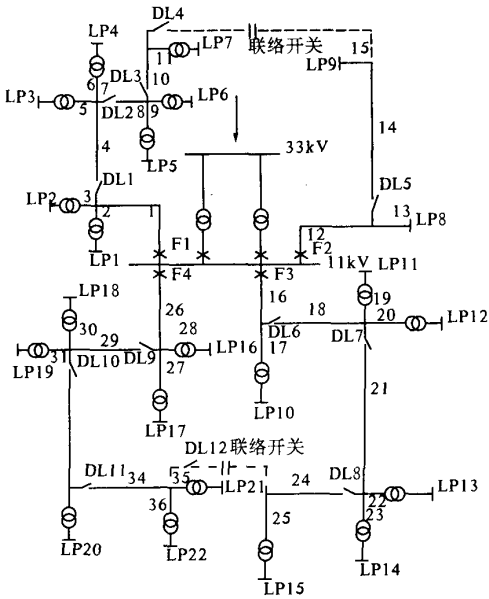 DL4
LP4
1
LP7
联络开关
15
LP9
DL3
6
7
10
LP3
5
DL2
8
9
LP6
4
LP5
33kV
14
DL1
DL5
LP2
3
2
1
13
LP8
12
LP1
F1
F2
F4
F3
11kV
LP11
LP18
26
16
19
30
18
20
LP12
29
28
DL6
DL7
LP19
31
DL10
DL9
LP16
17
27
21
LP10
LP17
DL12
联络开关
DL11
34
35
LP21
24
DL8
22
LP13
36
25
23
LP20
LP22
LP14
LP15